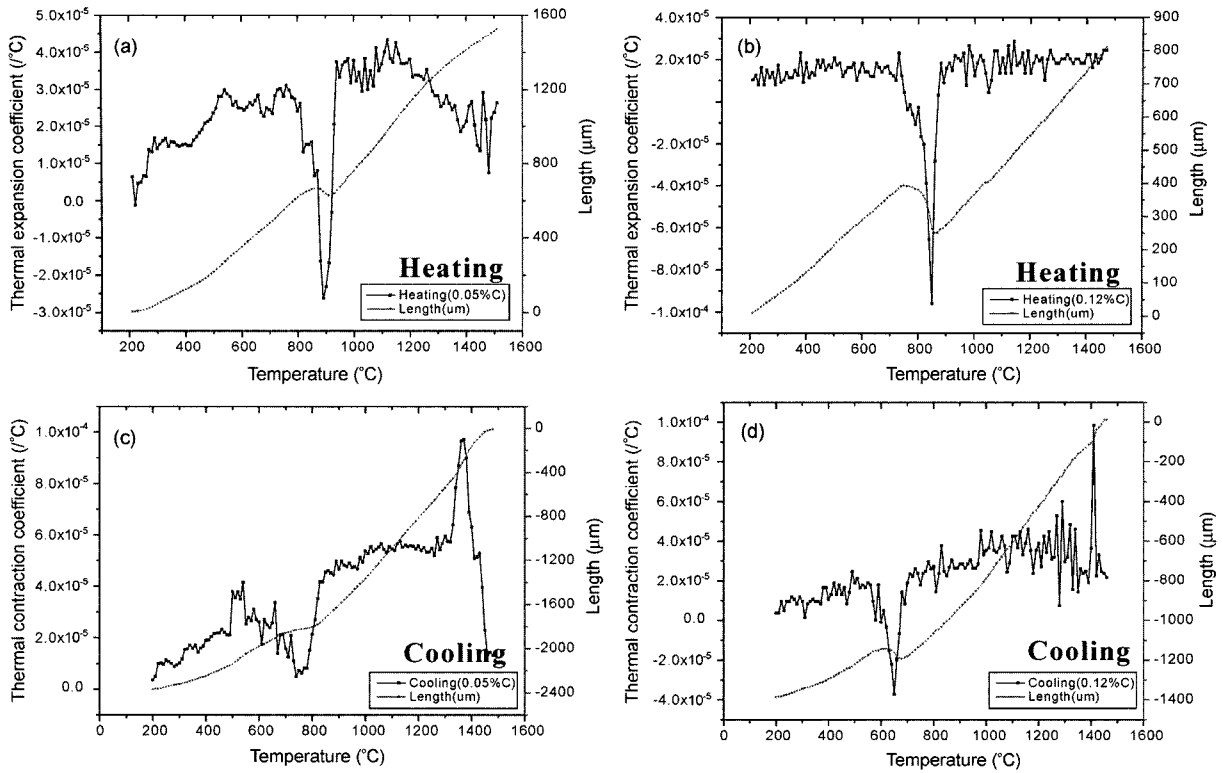 (a)
Thermal expansion coefficient (/°C)
5.0x10⁻⁵
4.0x10⁻⁵
3.0x10⁻⁵
2.0x10⁻⁵
1.0x10⁻⁵
0.0
-1.0x10⁻⁵
-2.0x10⁻⁵
-3.0x10⁻⁵
1600
1200
800
400
0
Length (μm)
Heating
Heating(0.05%C)
Length(um)
200 400 600 800 1000 1200 1400 1600
Temperature (°C)
(b)
Thermal expansion coefficient (/°C)
4.0x10⁻⁵
2.0x10⁻⁵
0.0
-2.0x10⁻⁵
-4.0x10⁻⁵
-6.0x10⁻⁵
-8.0x10⁻⁵
-1.0x10⁻⁴
900
800
700
600
500
400
300
200
100
0
Length (μm)
Heating
Heating(0.12%C)
Length(um)
200 400 600 800 1000 1200 1400 1600
Temperature (°C)
(c)
Thermal contraction coefficient (/°C)
1.0x10⁻⁴
8.0x10⁻⁵
6.0x10⁻⁵
4.0x10⁻⁵
2.0x10⁻⁵
0.0
0
-400
-800
-1200
-1600
-2000
-2400
Length (μm)
Cooling
Cooling(0.05%C)
Length(um)
0 200 400 600 800 1000 1200 1400 1600
Temperature (°C)
(d)
Thermal contraction coefficient (/°C)
1.0x10⁻⁴
8.0x10⁻⁵
6.0x10⁻⁵
4.0x10⁻⁵
2.0x10⁻⁵
0.0
-2.0x10⁻⁵
-4.0x10⁻⁵
0
-200
-400
-600
-800
-1000
-1200
-1400
Length (μm)
Cooling
Cooling(0.12%C)
Length(um)
0 200 400 600 800 1000 1200 1400 1600
Temperature (°C)